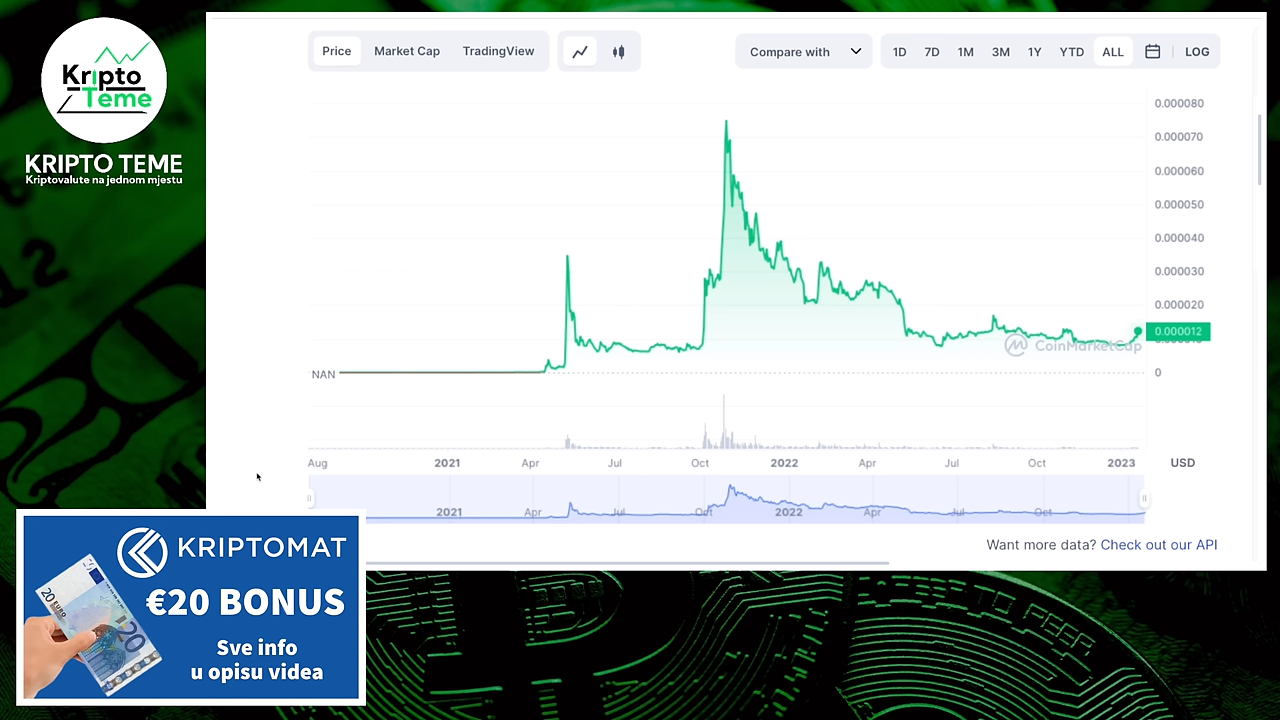 Kripto
Teme
KRIPTO TEME
Kriptovalute na jednom mjestu
Price Market Cap TradingView
Compare with
1D 7D 1M 3M 1Y YTD ALL LOG
0.000080
0.000070
0.000060
0.000050
0.000040
0.000030
0.000020
0.000012
CoinMarketCap
NAN
0
Aug 2021 Apr Jul Oct 2022 Apr Jul Oct 2023 USD
2021 Apr Jul Oct 2022 Apr Jul Oct
Want more data? Check out our API
KRIPTOMAT
€20 BONUS
Sve info
u opisu videa
20 EURO
20